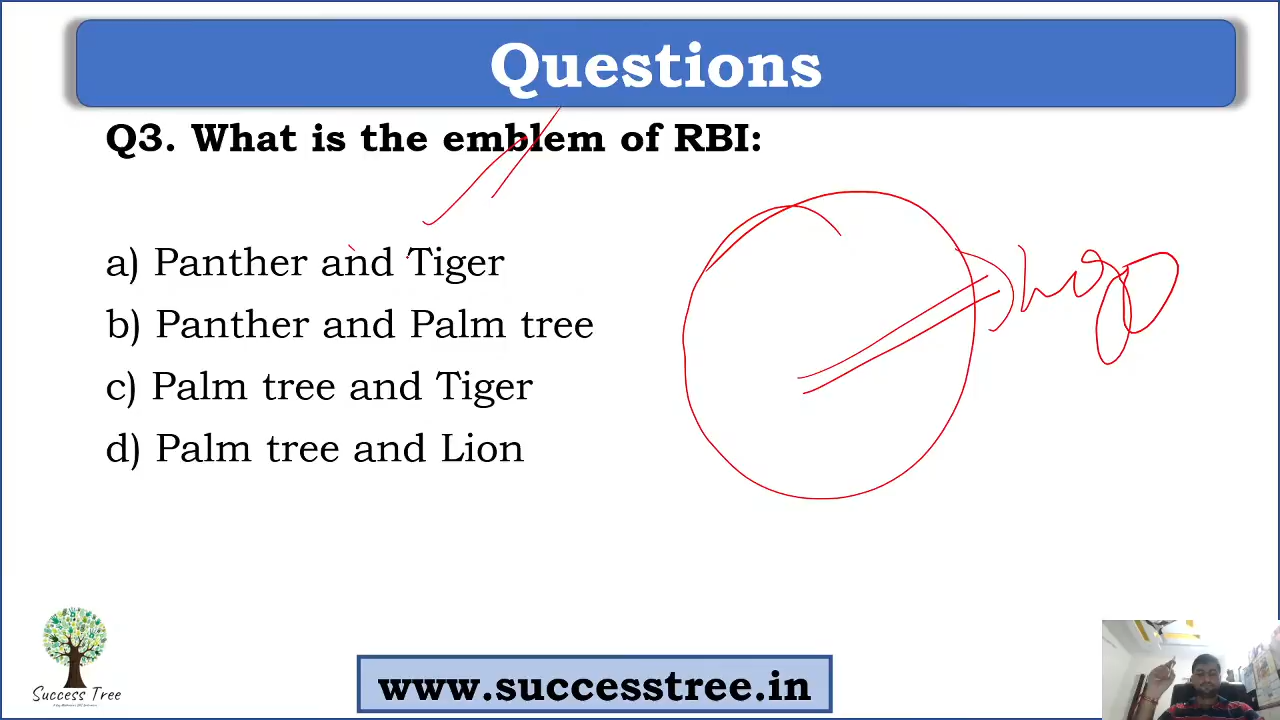 Questions
Q3. What is the emblem of RBI:
a) Panther and Tiger
b) Panther and Palm tree
c) Palm tree and Tiger
d) Palm tree and Lion
Logo
Success Tree
www.successtree.in